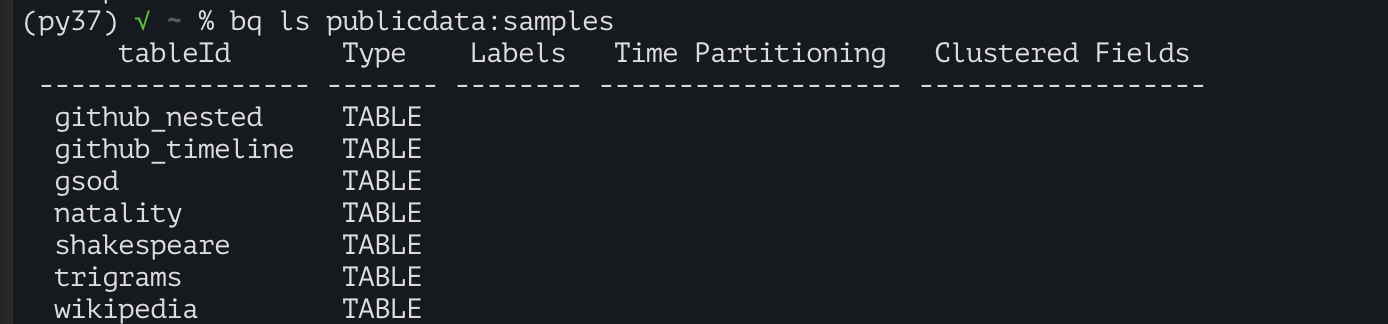 (py37) √ ~ % bq ls publicdata:samples
      tableId       Type    Labels   Time Partitioning   Clustered Fields
 ----------------- ------- -------- ------------------- ------------------
  github_nested     TABLE
  github_timeline   TABLE
  gsod              TABLE
  natality          TABLE
  shakespeare       TABLE
  trigrams          TABLE
  wikipedia         TABLE